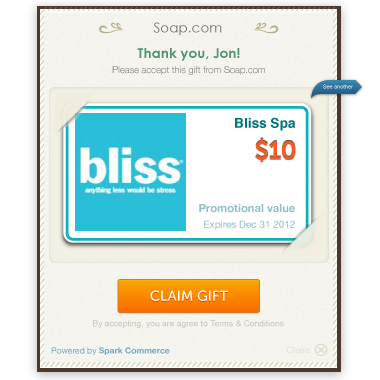 Soap.com
Thank you, Jon!
Please accept this gift from Soap.com
See another
Bliss Spa
$10
bliss®
anything less would be stress
Promotional value
Expires Dec 31 2012
CLAIM GIFT
By accepting, you are agree to Terms & Conditions
Powered by Spark Commerce
Close